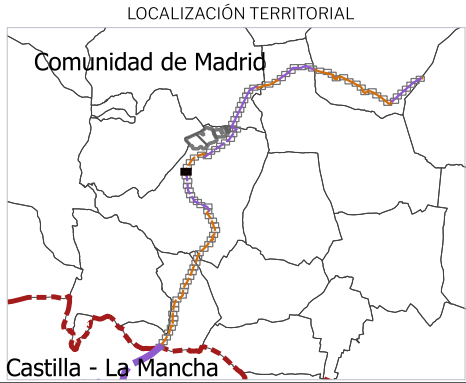 LOCALIZACIÓN TERRITORIAL
Comunidad de Madrid
Castilla - La Mancha